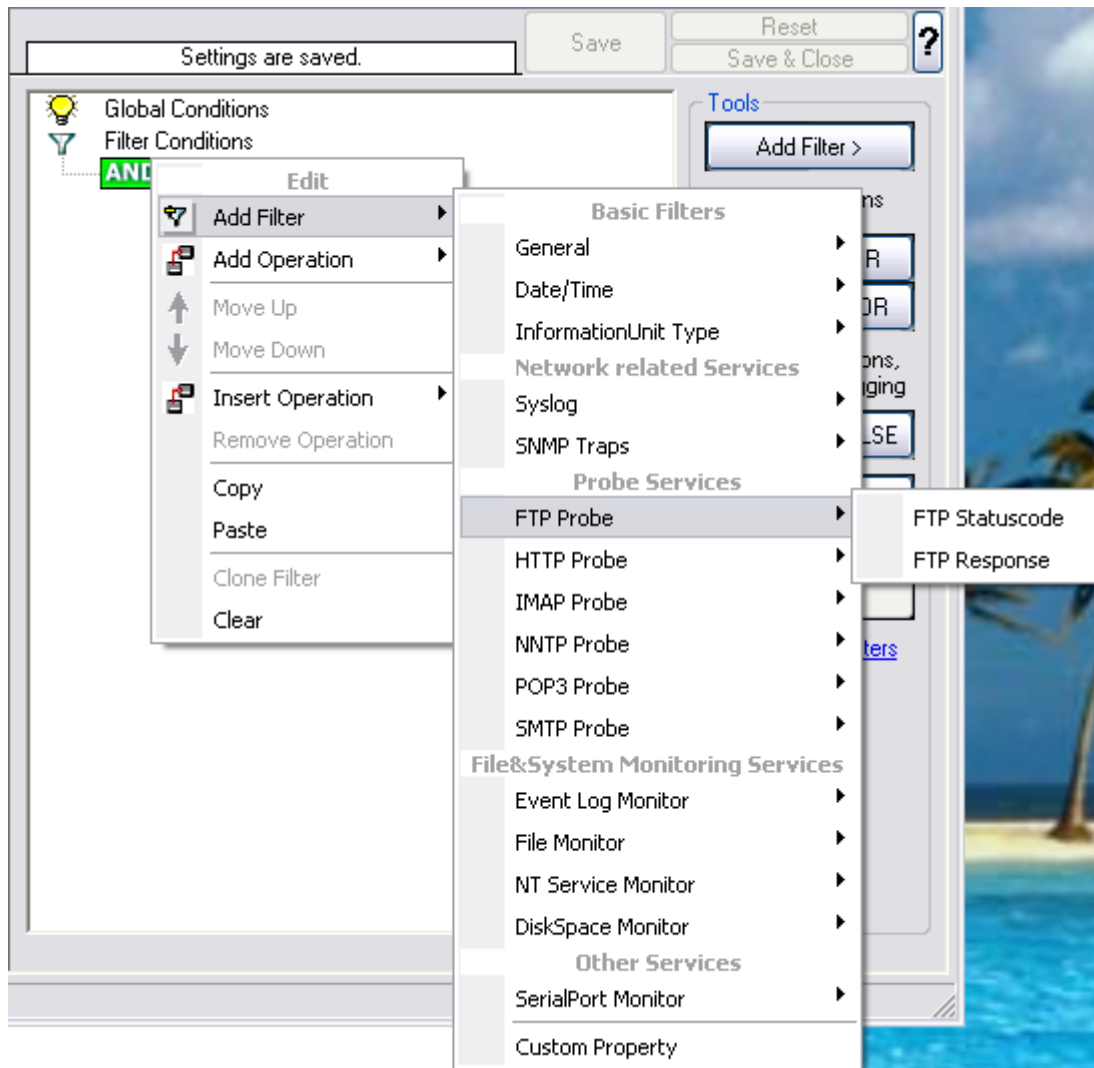 Settings are saved.
Save
Reset
Save & Close
?
Global Conditions
Filter Conditions
AND
Tools
Add Filter >
Edit
Add Filter
Add Operation
Move Up
Move Down
Insert Operation
Remove Operation
Copy
Paste
Clone Filter
Clear
Basic Filters
General
Date/Time
InformationUnit Type
Network related Services
Syslog
SNMP Traps
Probe Services
FTP Probe
HTTP Probe
IMAP Probe
NNTP Probe
POP3 Probe
SMTP Probe
File&System Monitoring Services
Event Log Monitor
File Monitor
NT Service Monitor
DiskSpace Monitor
Other Services
SerialPort Monitor
Custom Property
FTP Statuscode
FTP Response